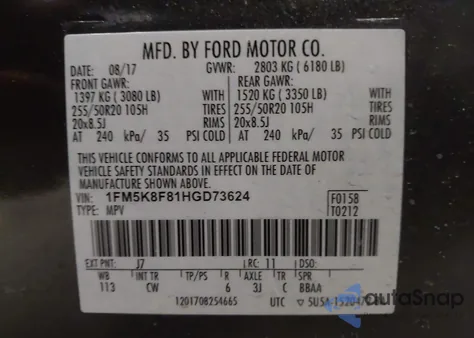 MFD. BY FORD MOTOR CO.
DATE: 08/17 GVWR: 2803 KG ( 6180 LB)
FRONT GAWR: REAR GAWR:
1397 KG ( 3080 LB) WITH 1520 KG ( 3350 LB) WITH
255/50R20 105H TIRES 255/50R20 105H TIRES
20x8.5J RIMS 20x8.5J RIMS
AT 240 kPa/ 35 PSI COLD AT 240 kPa/ 35 PSI COLD
THIS VEHICLE CONFORMS TO ALL APPLICABLE FEDERAL MOTOR
VEHICLE SAFETY STANDARDS IN EFFECT ON THE DATE OF
MANUFACTURE SHOWN ABOVE.
VIN: 1FM5K8F81HGD73624 F0158
TYPE: MPV T0212
EXT PNT: J7 RC: 11 DSO:
WB INT TR TP/PS R AXLE TR SPR
113 CW 6 3J C BBAA
1201708254665 UTC
autoSnap